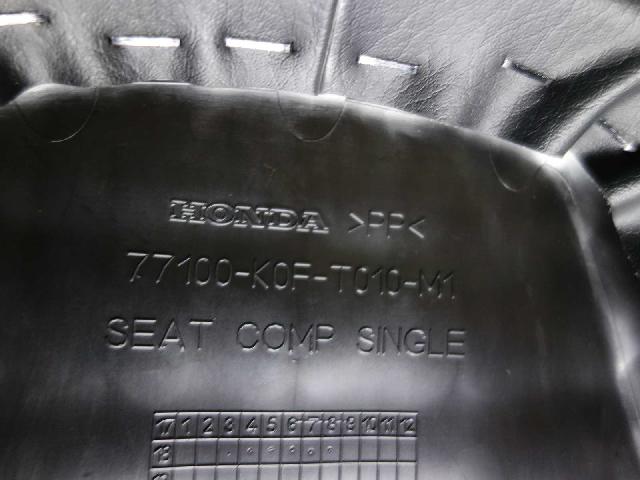 HONDA >PP<
77100-K0F-T010-M1
SEAT COMP SINGLE
17 1 2 3 4 5 6 7 8 9 10 11 12
18